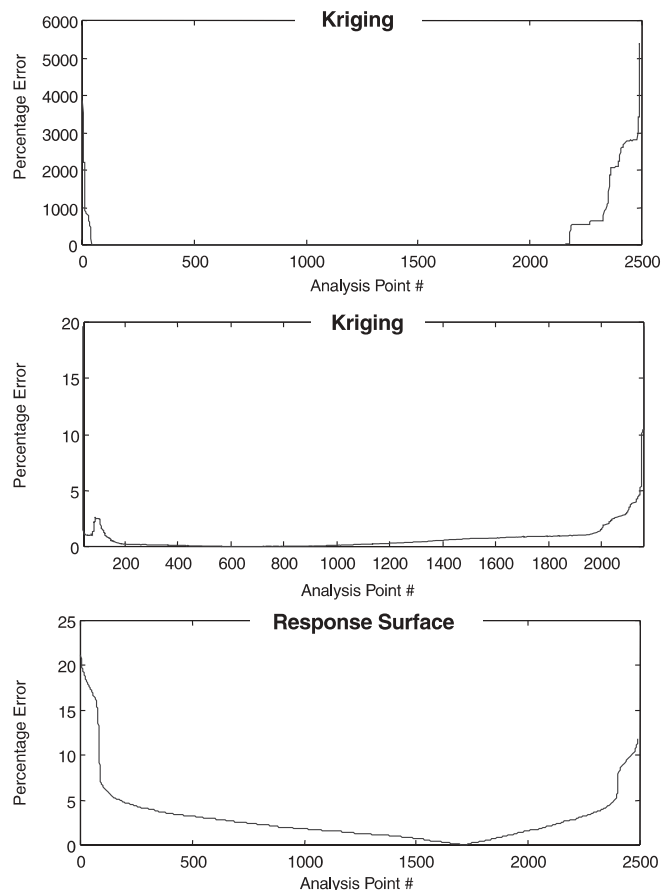 Kriging
6000
5000
4000
3000
2000
1000
0
Percentage Error
0 500 1000 1500 2000 2500
Analysis Point #
Kriging
20
15
10
5
0
Percentage Error
200 400 600 800 1000 1200 1400 1600 1800 2000
Analysis Point #
Response Surface
25
20
15
10
5
0
Percentage Error
0 500 1000 1500 2000 2500
Analysis Point #